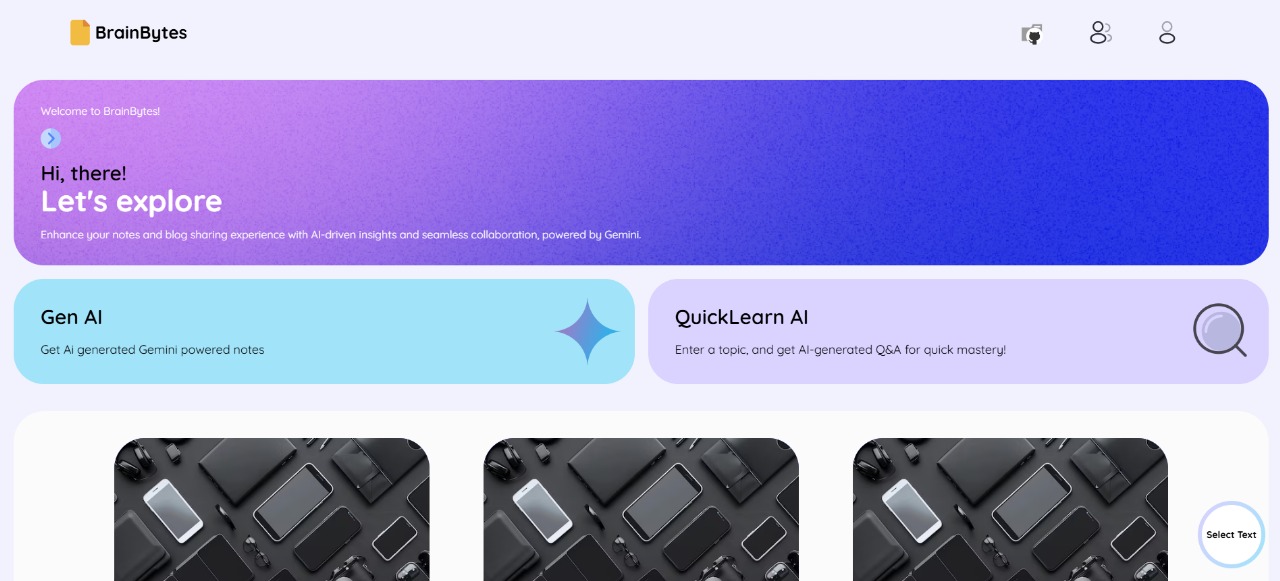 BrainBytes
Welcome to BrainBytes!
Hi, there!
Let's explore
Enhance your notes and blog sharing experience with AI-driven insights and seamless collaboration, powered by Gemini.
Gen AI
Get Ai generated Gemini powered notes
QuickLearn AI
Enter a topic, and get AI-generated Q&A for quick mastery!
Select Text